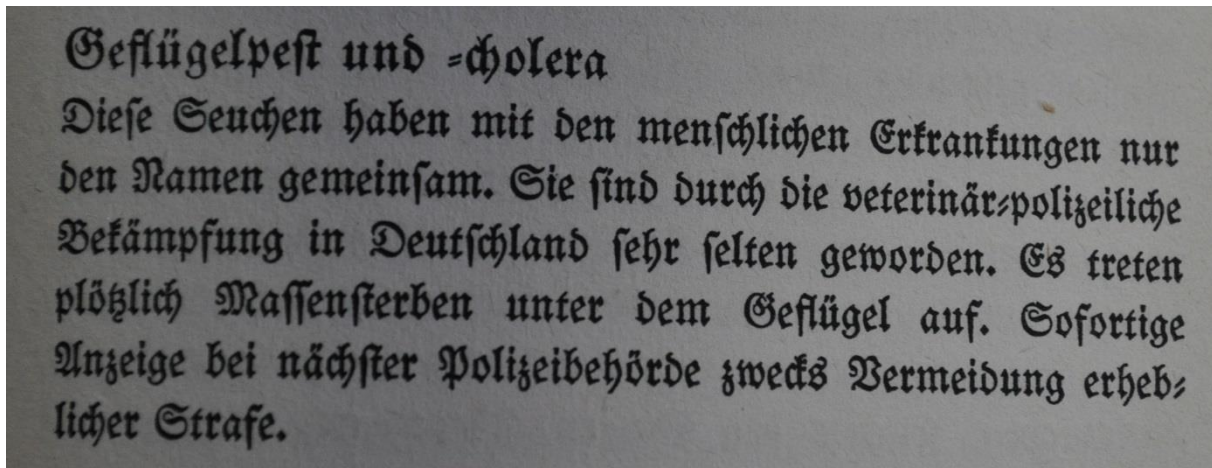 Geflügelpest und -cholera
Diese Seuchen haben mit den menschlichen Erkrankungen nur
den Namen gemeinsam. Sie sind durch die veterinär-polizeiliche
Bekämpfung in Deutschland sehr selten geworden. Es treten
plötzlich Massensterben unter dem Geflügel auf. Sofortige
Anzeige bei nächster Polizeibehörde zwecks Vermeidung erheb-
licher Strafe.